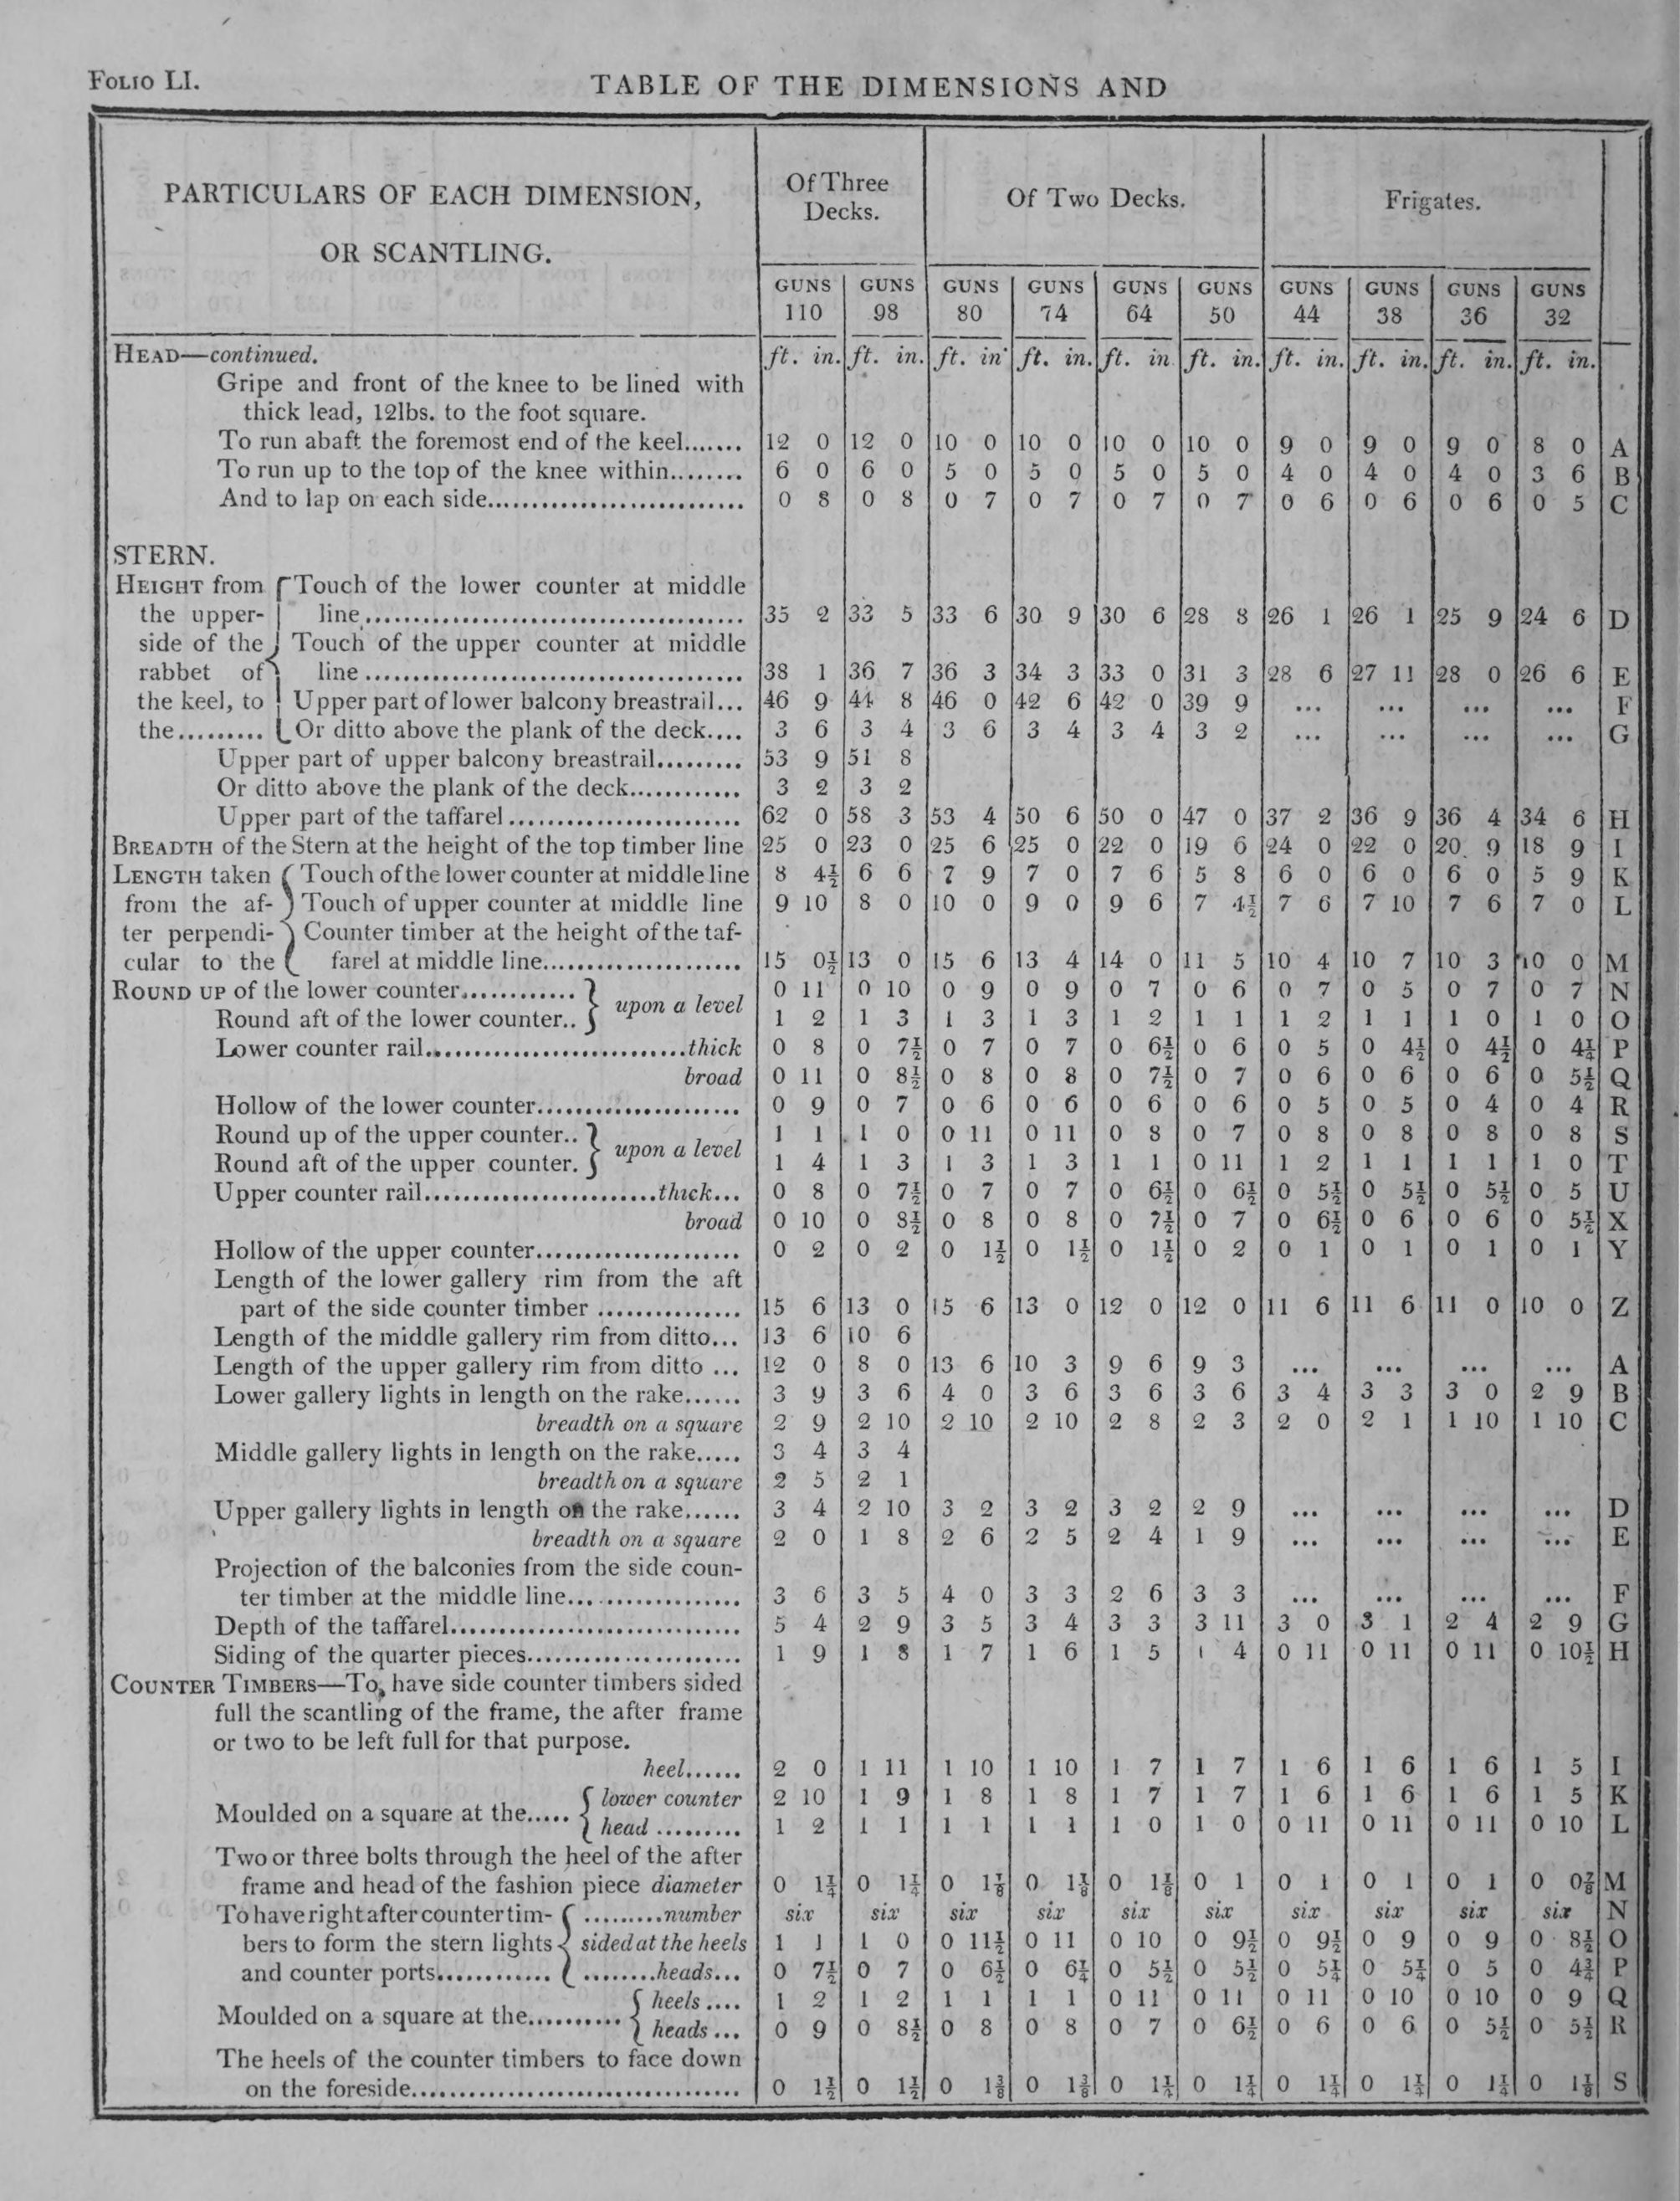 FOLIO LI. TABLE OF THE DIMENSIONS AND
PARTICULARS OF EACH DIMENSION, OR SCANTLING. Of Three Decks. Of Two Decks. Frigates.
GUNS GUNS GUNS GUNS GUNS GUNS GUNS GUNS GUNS GUNS
110 98 80 74 64 50 44 38 36 32
HEAD—continued. ft. in. ft. in. ft. in ft. in. ft. in ft. in. ft. in. ft. in. ft. in. ft. in.
Gripe and front of the knee to be lined with
thick lead, 12lbs. to the foot square.
To run abaft the foremost end of the keel....... 12 0 12 0 10 0 10 0 10 0 10 0 9 0 9 0 9 0 8 0 A
To run up to the top of the knee within........ 6 0 6 0 5 0 5 0 5 0 5 0 4 0 4 0 4 0 3 6 B
And to lap on each side............................ 0 8 0 8 0 7 0 7 0 7 0 7 0 6 0 6 0 6 0 5 C
STERN.
HEIGHT from { Touch of the lower counter at middle
the upper- line....................................... 35 2 33 5 33 6 30 9 30 6 28 8 26 1 26 1 25 9 24 6 D
side of the Touch of the upper counter at middle
rabbet of line ...................................... 38 1 36 7 36 3 34 3 33 0 31 3 28 6 27 11 28 0 26 6 E
the keel, to Upper part of lower balcony breastrail... 46 9 44 8 46 0 42 6 42 0 39 9 ... ... ... ... F
the......... Or ditto above the plank of the deck.... 3 6 3 4 3 6 3 4 3 4 3 2 ... ... ... ... G
Upper part of upper balcony breastrail......... 53 9 51 8
Or ditto above the plank of the deck............ 3 2 3 2
Upper part of the taffarel ........................ 62 0 58 3 53 4 50 6 50 0 47 0 37 2 36 9 36 4 34 6 H
BREADTH of the Stern at the height of the top timber line 25 0 23 0 25 6 25 0 22 0 19 6 24 0 22 0 20 9 18 9 I
LENGTH taken { Touch of the lower counter at middle line 8 4½ 6 6 7 9 7 0 7 6 5 8 6 0 6 0 6 0 5 9 K
from the af- Touch of upper counter at middle line 9 10 8 0 10 0 9 0 9 6 7 4½ 7 6 7 10 7 6 7 0 L
ter perpendi- Counter timber at the height of the taf-
cular to the farel at middle line...................... 15 0½ 13 0 15 6 13 4 14 0 11 5 10 4 10 7 10 3 10 0 M
ROUND UP of the lower counter............ } upon a level 0 11 0 10 0 9 0 9 0 7 0 6 0 7 0 5 0 7 0 7 N
Round aft of the lower counter.. 1 2 1 3 1 3 1 3 1 2 1 1 1 2 1 1 1 0 1 0 O
Lower counter rail...........................thick 0 8 0 7½ 0 7 0 7 0 6½ 0 6 0 5 0 4½ 0 4½ 0 4¼ P
broad 0 11 0 8½ 0 8 0 8 0 7½ 0 7 0 6 0 6 0 6 0 5½ Q
Hollow of the lower counter..................... 0 9 0 7 0 6 0 6 0 6 0 6 0 5 0 5 0 4 0 4 R
Round up of the upper counter.. } upon a level 1 1 1 0 0 11 0 11 0 8 0 7 0 8 0 8 0 8 0 8 S
Round aft of the upper counter. 1 4 1 3 1 3 1 3 1 1 0 11 1 2 1 1 1 1 1 0 T
Upper counter rail........................thick... 0 8 0 7½ 0 7 0 7 0 6½ 0 6½ 0 5½ 0 5½ 0 5½ 0 5 U
broad 0 10 0 8½ 0 8 0 8 0 7½ 0 7 0 6½ 0 6 0 6 0 5½ X
Hollow of the upper counter..................... 0 2 0 2 0 1½ 0 1½ 0 1½ 0 2 0 1 0 1 0 1 0 1 Y
Length of the lower gallery rim from the aft
part of the side counter timber ............... 15 6 13 0 15 6 13 0 12 0 12 0 11 6 11 6 11 0 10 0 Z
Length of the middle gallery rim from ditto... 13 6 10 6
Length of the upper gallery rim from ditto ... 12 0 8 0 13 6 10 3 9 6 9 3 ... ... ... ... A
Lower gallery lights in length on the rake...... 3 9 3 6 4 0 3 6 3 6 3 6 3 4 3 3 3 0 2 9 B
breadth on a square 2 9 2 10 2 10 2 10 2 8 2 3 2 0 2 1 1 10 1 10 C
Middle gallery lights in length on the rake..... 3 4 3 4
breadth on a square 2 5 2 1
Upper gallery lights in length on the rake...... 3 4 2 10 3 2 3 2 3 2 2 9 ... ... ... ... D
breadth on a square 2 0 1 8 2 6 2 5 2 4 1 9 ... ... ... ... E
Projection of the balconies from the side coun-
ter timber at the middle line.................. 3 6 3 5 4 0 3 3 2 6 3 3 ... ... ... ... F
Depth of the taffarel.............................. 5 4 2 9 3 5 3 4 3 3 3 11 3 0 3 1 2 4 2 9 G
Siding of the quarter pieces...................... 1 9 1 8 1 7 1 6 1 5 1 4 0 11 0 11 0 11 0 10½ H
COUNTER TIMBERS—To have side counter timbers sided
full the scantling of the frame, the after frame
or two to be left full for that purpose.
heel...... 2 0 1 11 1 10 1 10 1 7 1 7 1 6 1 6 1 6 1 5 I
Moulded on a square at the..... { lower counter 2 10 1 9 1 8 1 8 1 7 1 7 1 6 1 6 1 6 1 5 K
head ......... 1 2 1 1 1 1 1 1 1 0 1 0 0 11 0 11 0 11 0 10 L
Two or three bolts through the heel of the after
frame and head of the fashion piece diameter 0 1¼ 0 1¼ 0 1⅛ 0 1⅛ 0 1⅛ 0 1 0 1 0 1 0 1 0 0⅞ M
To have right after counter tim- { .........number six six six six six six six six six six N
bers to form the stern lights sided at the heels 1 1 1 0 0 11½ 0 11 0 10 0 9½ 0 9½ 0 9 0 9 0 8½ O
and counter ports............ ........heads... 0 7½ 0 7 0 6½ 0 6¼ 0 5½ 0 5½ 0 5¼ 0 5¼ 0 5 0 4¾ P
Moulded on a square at the.......... { heels .... 1 2 1 2 1 1 1 1 0 11 0 11 0 11 0 10 0 10 0 9 Q
heads ... 0 9 0 8½ 0 8 0 8 0 7 0 6½ 0 6 0 6 0 5½ 0 5½ R
The heels of the counter timbers to face down
on the foreside................................... 0 1½ 0 1½ 0 1⅜ 0 1⅜ 0 1¼ 0 1¼ 0 1¼ 0 1¼ 0 1¼ 0 1⅛ S